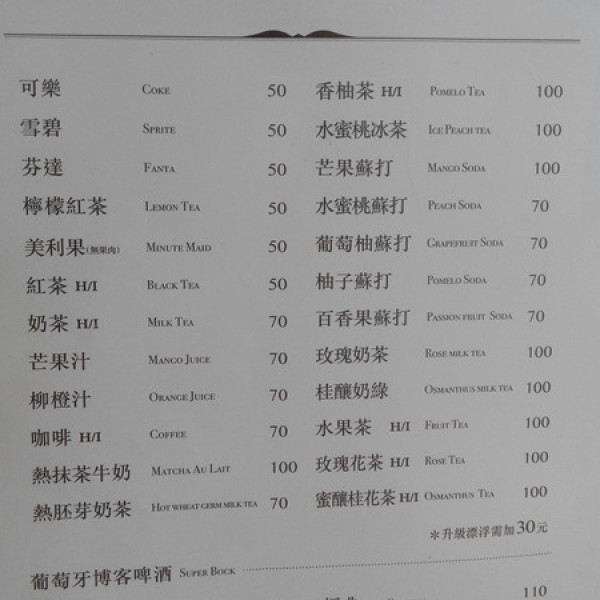 可樂 COKE 50
雪碧 SPRITE 50
芬達 FANTA 50
檸檬紅茶 LEMON TEA 50
美利果(無果肉) MINUTE MAID 50
紅茶 H/I BLACK TEA 50
奶茶 H/I MILK TEA 70
芒果汁 MANGO JUICE 70
柳橙汁 ORANGE JUICE 70
咖啡 H/I COFFEE 70
熱抹茶牛奶 MATCHA AU LAIT 100
熱胚芽奶茶 HOT WHEAT GERM MILK TEA 70
香柚茶 H/I POMELO TEA 100
水蜜桃冰茶 ICE PEACH TEA 100
芒果蘇打 MANGO SODA 100
水蜜桃蘇打 PEACH SODA 70
葡萄柚蘇打 GRAPEFRUIT SODA 70
柚子蘇打 POMELO SODA 70
百香果蘇打 PASSION FRUIT SODA 70
玫瑰奶茶 ROSE MILK TEA 100
桂釀奶綠 OSMANTHUS MILK TEA 100
水果茶 H/I FRUIT TEA 100
玫瑰花茶 H/I ROSE TEA 100
蜜釀桂花茶 H/I OSMANTHUS TEA 100
*升級漂浮需加30元
葡萄牙博客啤酒 SUPER BOCK
110